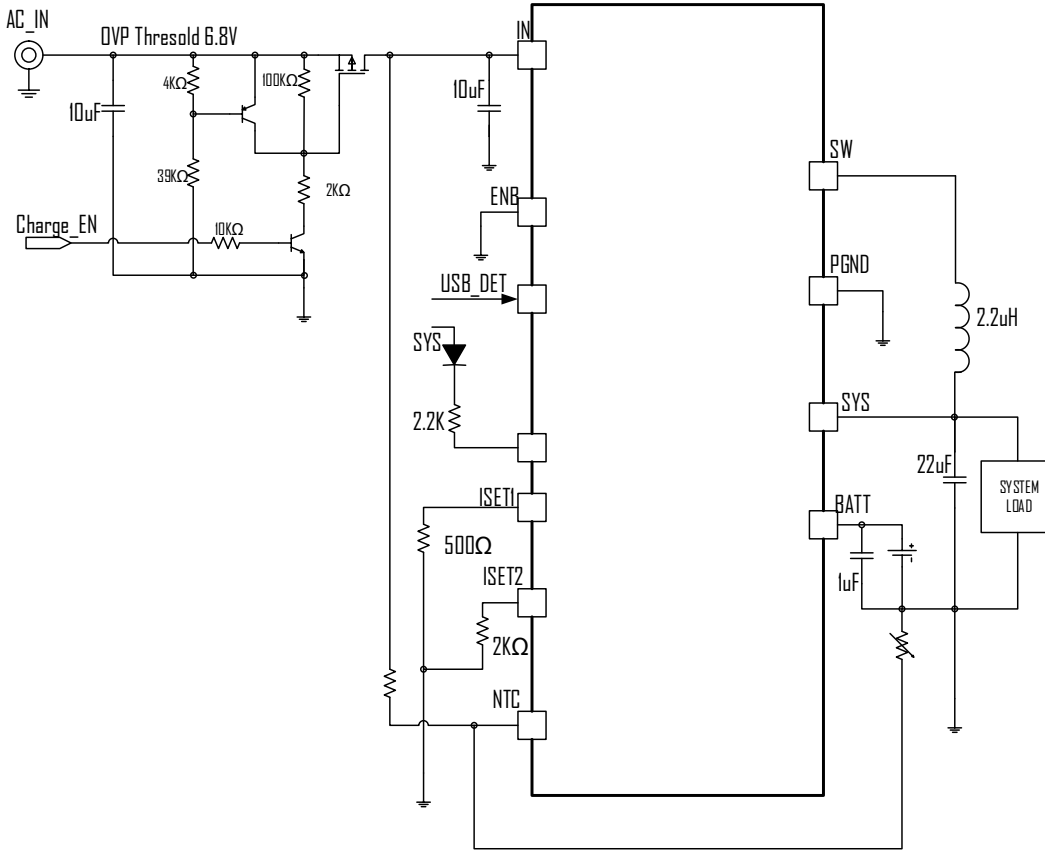 AC_IN
OVP Thresold 6.8V
IN
4KΩ
100KΩ
10uF
10uF
39KΩ
2KΩ
SW
ENB
Charge_EN
10KΩ
PGND
USB_DET
2.2uH
SYS
SYS
2.2K
22uF
SYSTEM
LOAD
ISET1
BATT
+
-
500Ω
1uF
ISET2
2KΩ
NTC